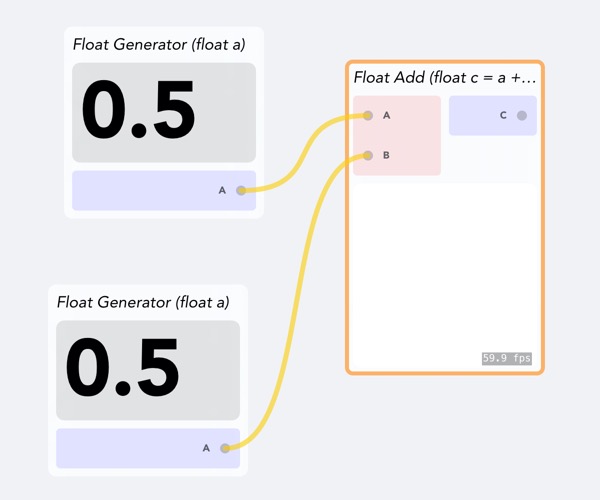 Float Generator (float a)
0.5
A
Float Add (float c = a +...
A
C
B
59.9 fps
Float Generator (float a)
0.5
A